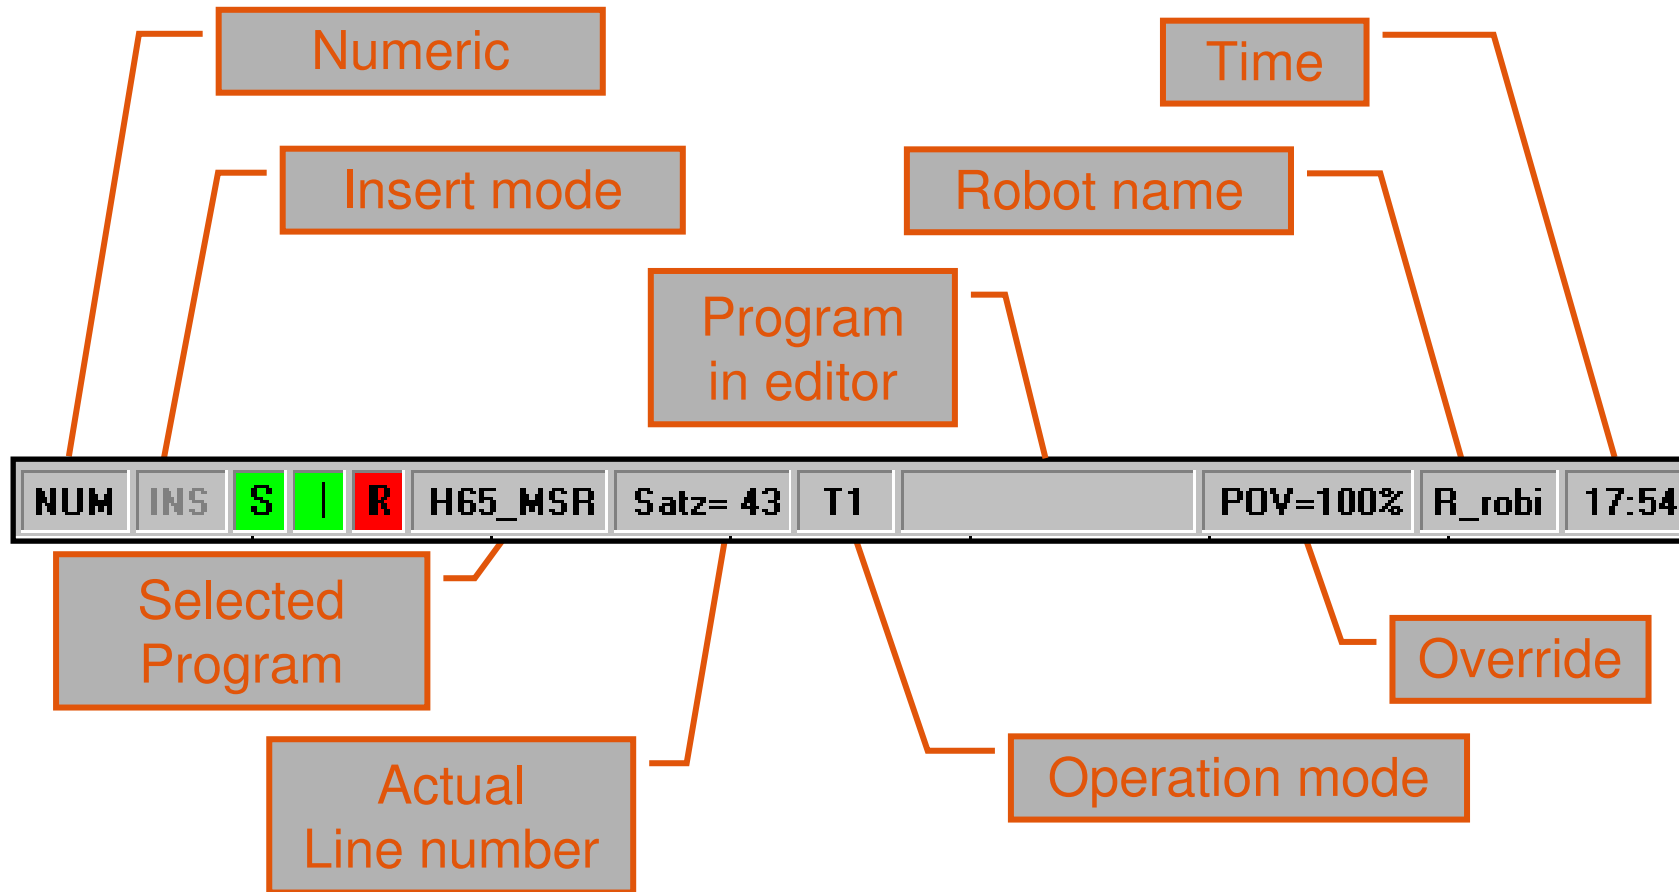 Numeric
Time
Insert mode
Robot name
Program
in editor
NUM INS S | R H65_MSR Satz= 43 T1 POV=100% R_robi 17:54
Selected
Program
Override
Actual
Line number
Operation mode